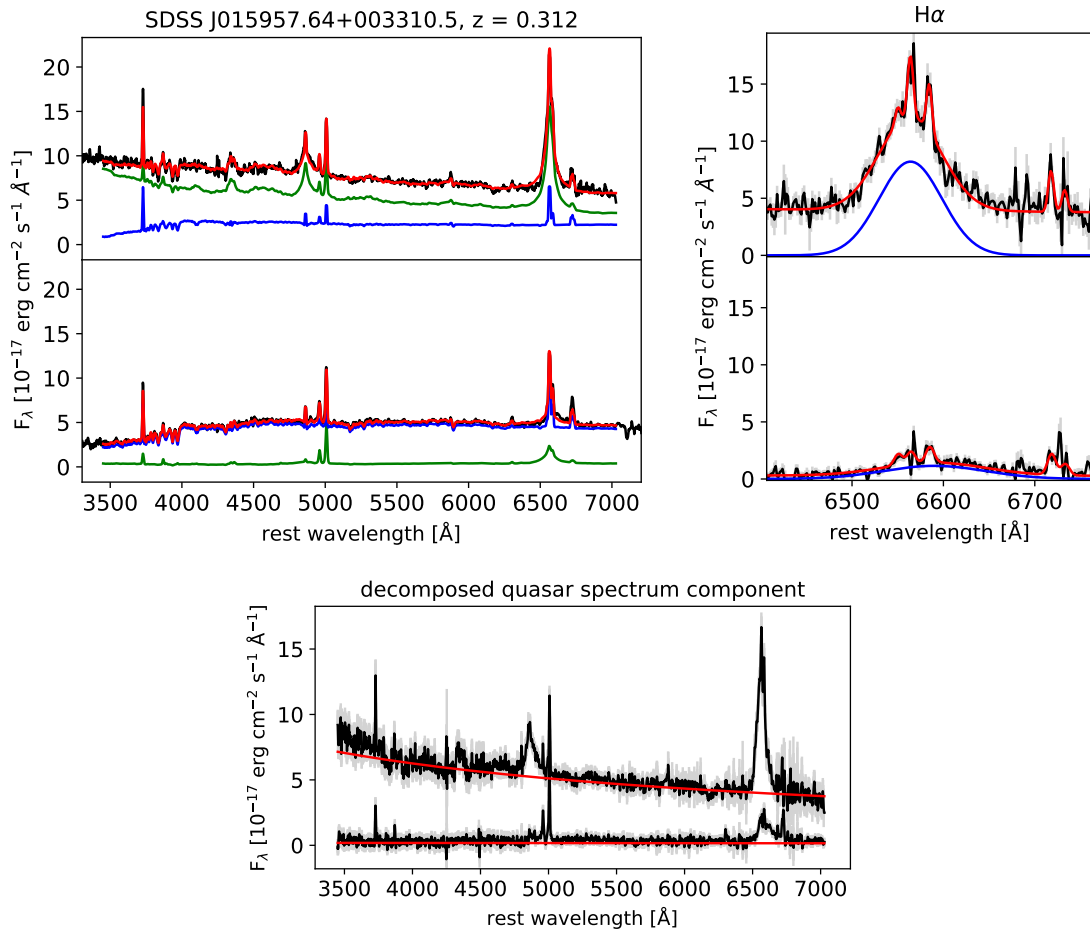 SDSS J015957.64+003310.5, z = 0.312
20
15
10
5
0
20
15
10
5
0
F_λ [10⁻¹⁷ erg cm⁻² s⁻¹ Å⁻¹]
3500 4000 4500 5000 5500 6000 6500 7000
rest wavelength [Å]
Hα
15
10
5
0
15
10
5
0
F_λ [10⁻¹⁷ erg cm⁻² s⁻¹ Å⁻¹]
6500 6600 6700
rest wavelength [Å]
decomposed quasar spectrum component
15
10
5
0
F_λ [10⁻¹⁷ erg cm⁻² s⁻¹ Å⁻¹]
3500 4000 4500 5000 5500 6000 6500 7000
rest wavelength [Å]